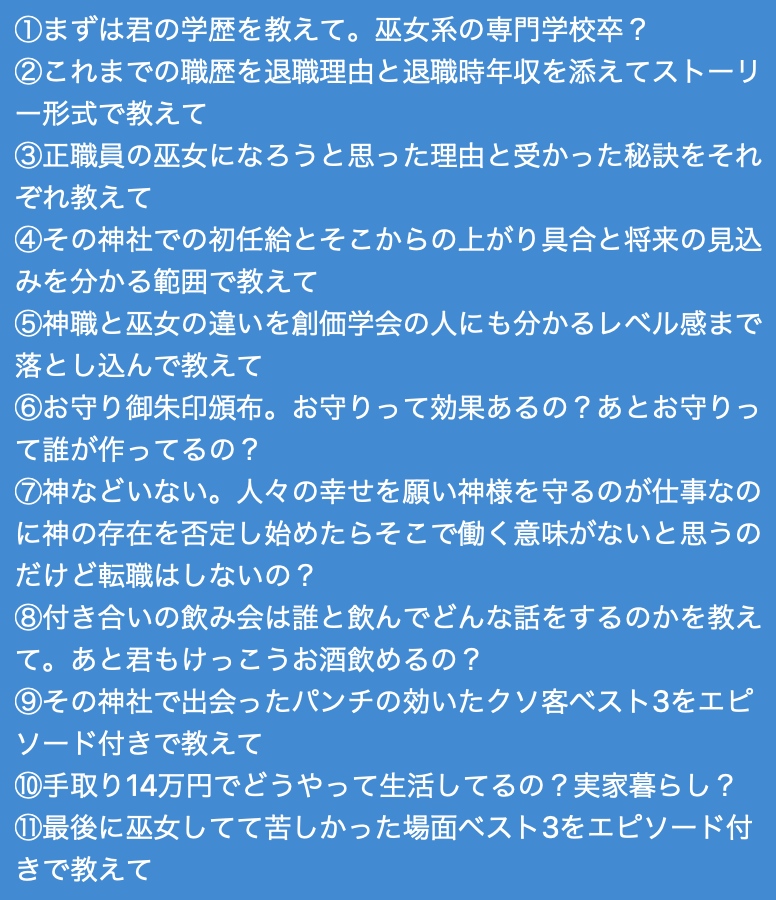 ①まずは君の学歴を教えて。巫女系の専門学校卒？
②これまでの職歴を退職理由と退職時年収を添えてストーリ
ー形式で教えて
③正職員の巫女になろうと思った理由と受かった秘訣をそれ
ぞれ教えて
④その神社での初任給とそこからの上がり具合と将来の見込
みを分かる範囲で教えて
⑤神職と巫女の違いを創価学会の人にも分かるレベル感まで
落とし込んで教えて
⑥お守り御朱印頒布。お守りって効果あるの？あとお守りっ
て誰が作ってるの？
⑦神などいない。人々の幸せを願い神様を守るのが仕事なの
に神の存在を否定し始めたらそこで働く意味がないと思うの
だけど転職はしないの？
⑧付き合いの飲み会は誰と飲んでどんな話をするのかを教え
て。あと君もけっこうお酒飲めるの？
⑨その神社で出会ったパンチの効いたクソ客ベスト3をエピ
ソード付きで教えて
⑩手取り14万円でどうやって生活してるの？実家暮らし？
⑪最後に巫女してて苦しかった場面ベスト3をエピソード付
きで教えて